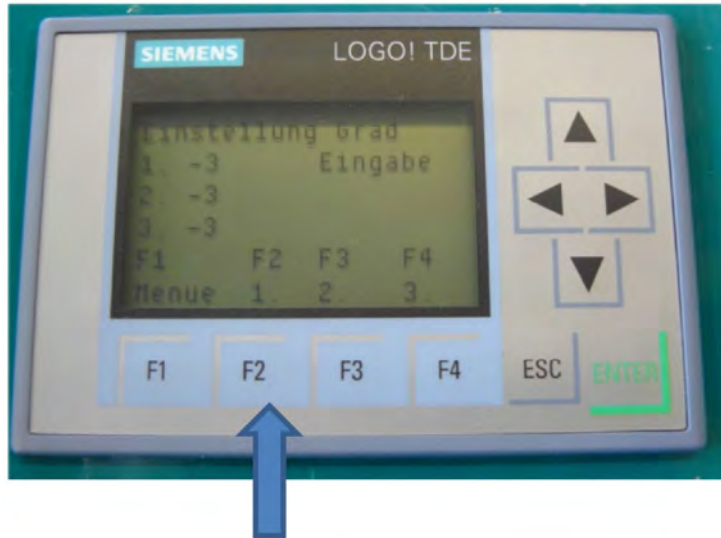 SIEMENS LOGO! TDE
Einstellung Grad
1. -3 Eingabe
2. -3
3. -3
F1 F2 F3 F4
Menue 1. 2. 3.
F1 F2 F3 F4 ESC ENTER